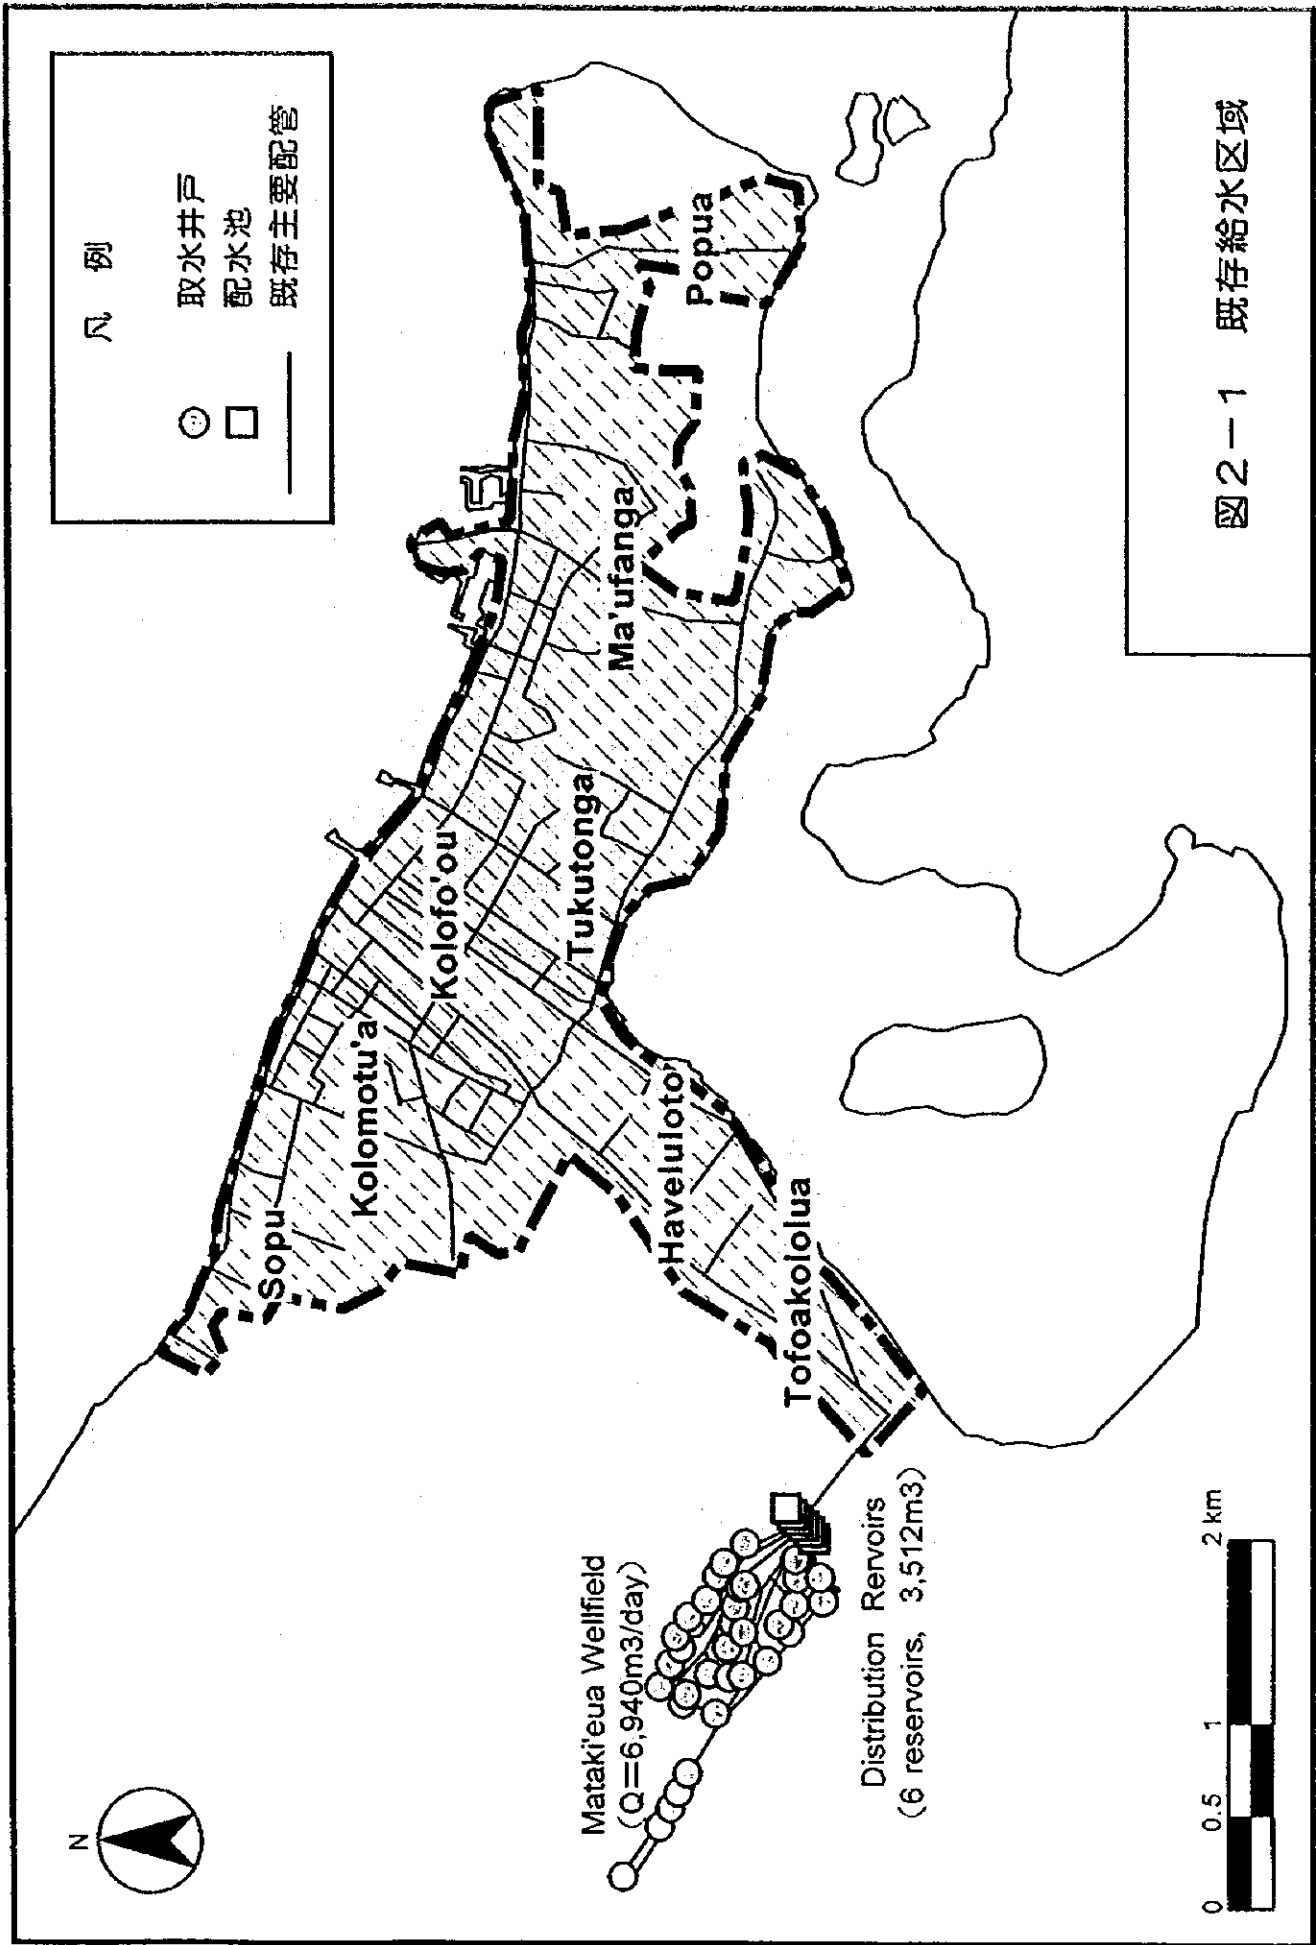 N
凡 例
取水井戸
配水池
既存主要配管
Sopu
Kolomotu'a
Kolofo'ou
Tukutonga
Ma'ufanga
Popua
Haveluloto
Tofoakololua
Mataki'eua Wellfield
(Q=6,940m3/day)
Distribution Rervoirs
(6 reservoirs, 3,512m3)
0 0.5 1 2 km
図2-1 既存給水区域